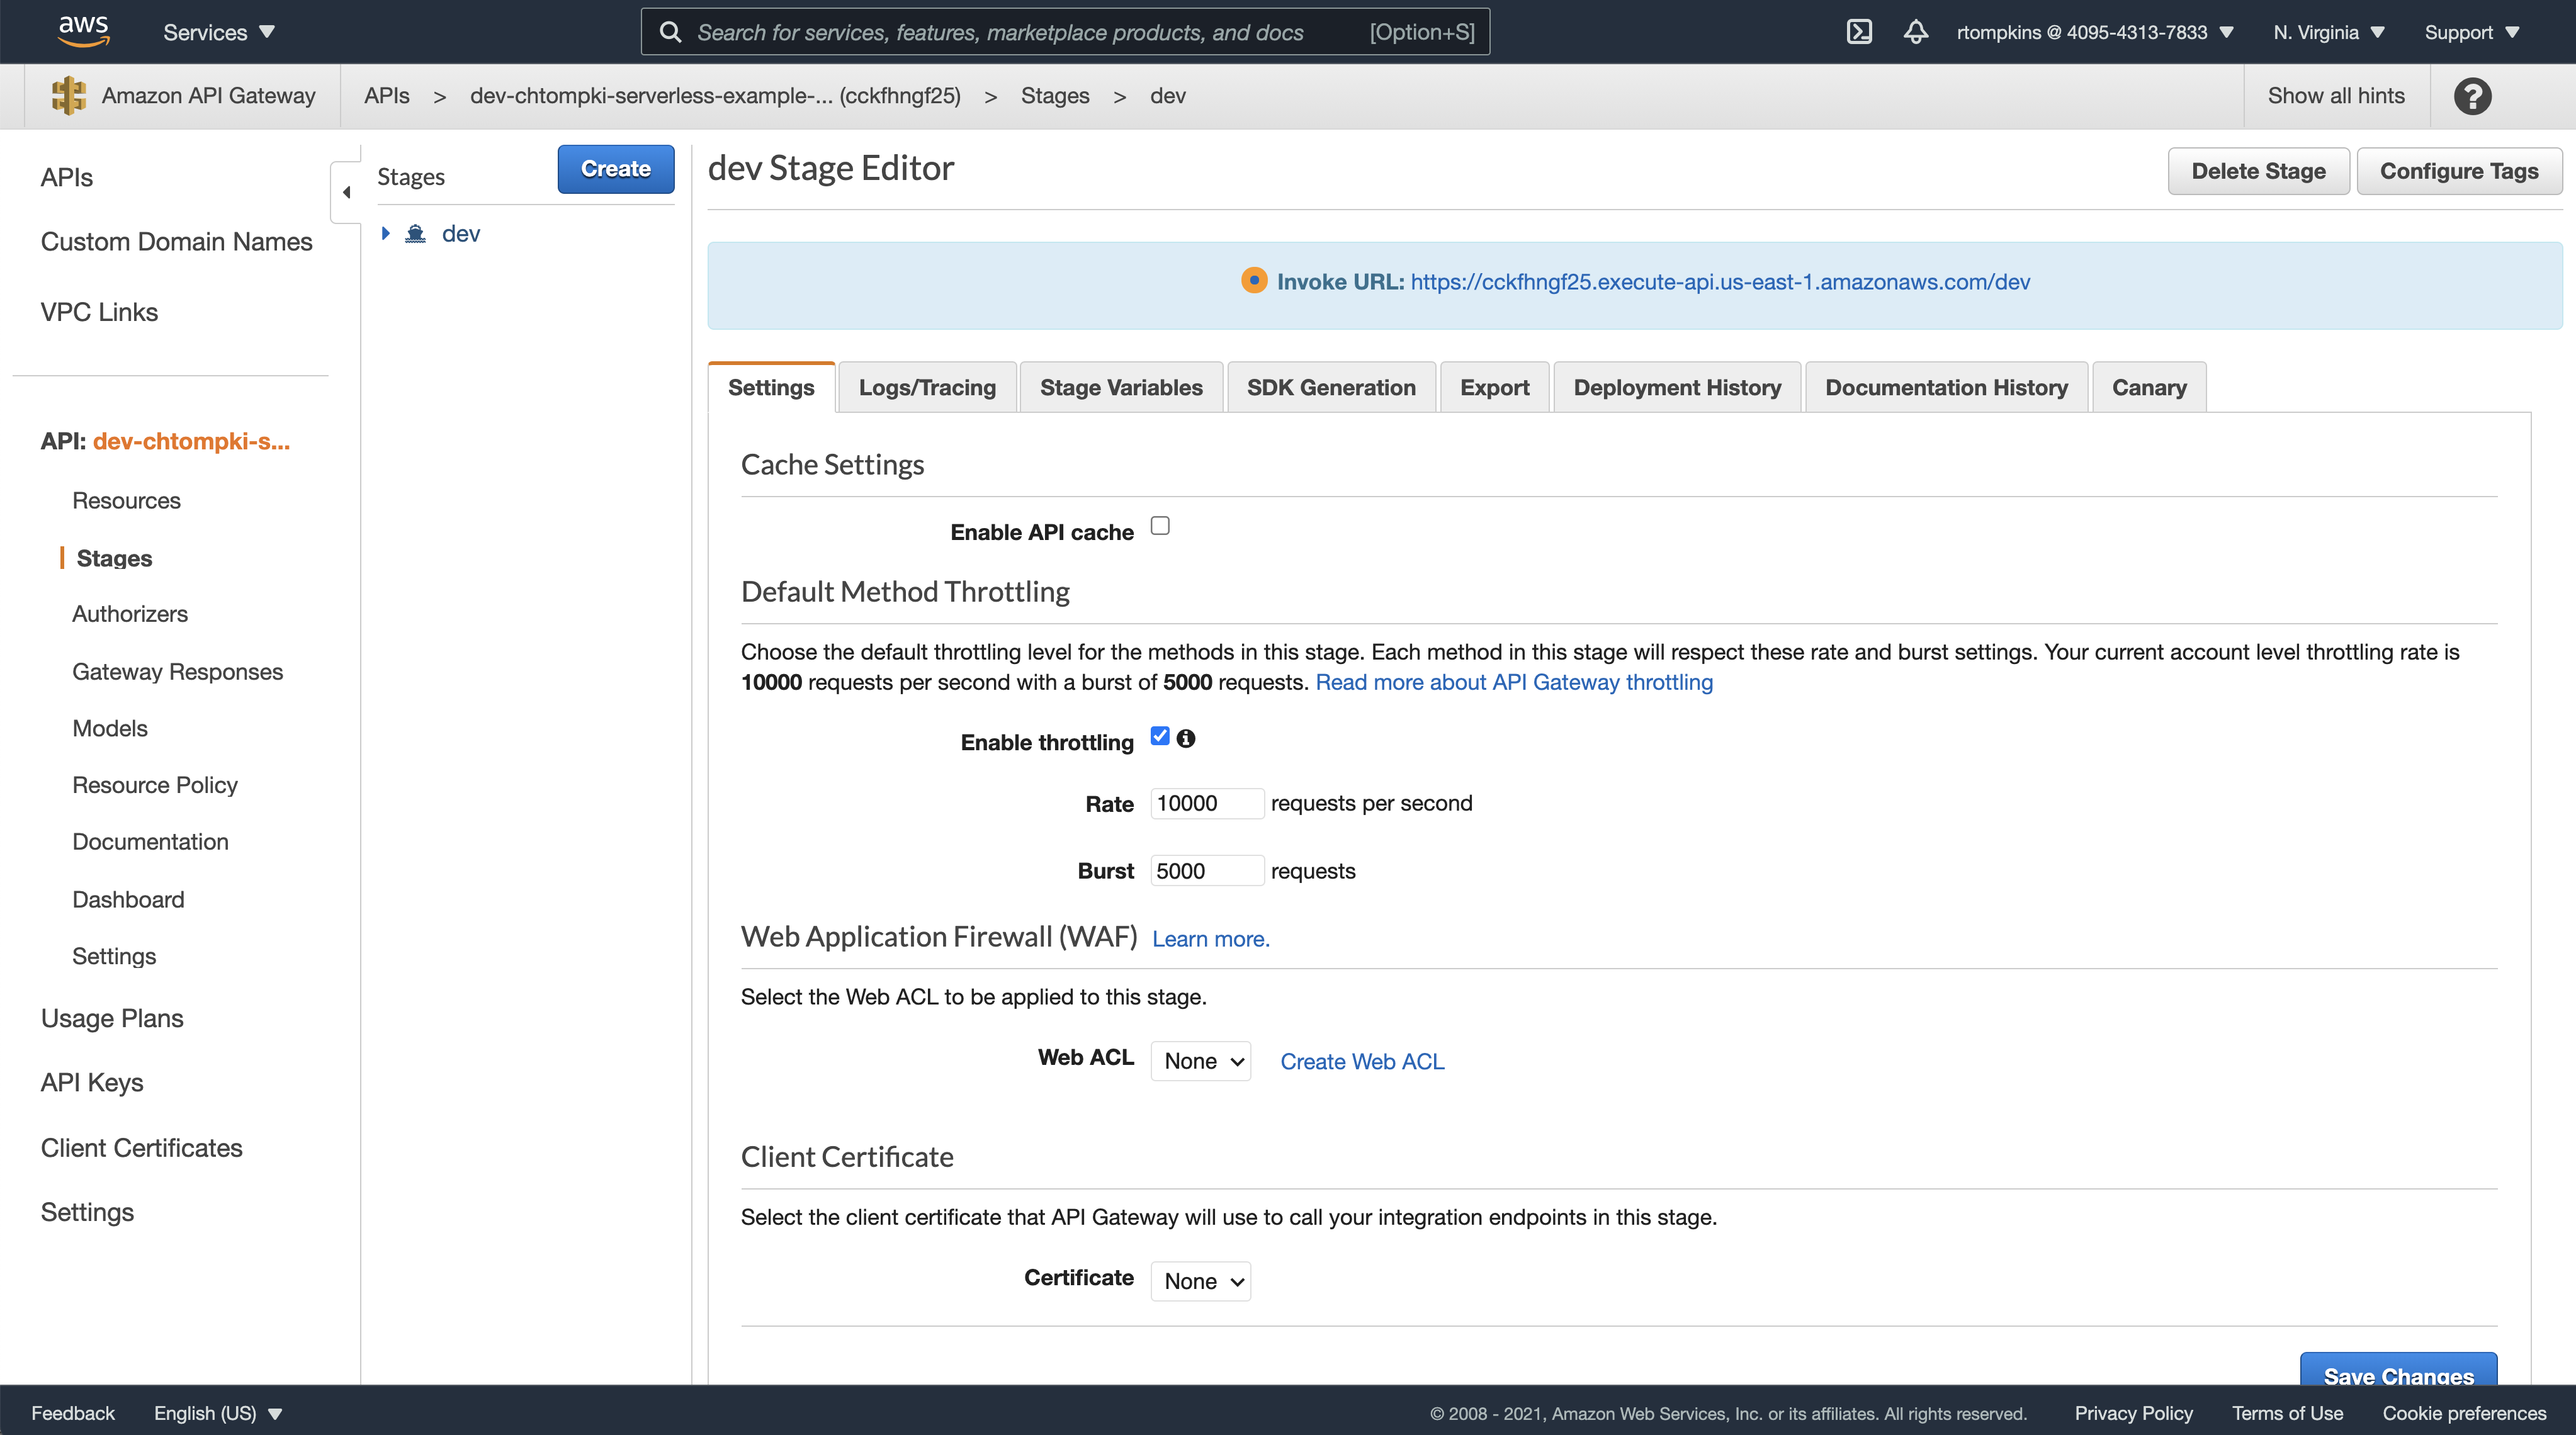 aws Services Search for services, features, marketplace products, and docs [Option+S] rtompkins @ 4095-4313-7833 N. Virginia Support
Amazon API Gateway APIs > dev-chtompki-serverless-example-... (cckfhngf25) > Stages > dev Show all hints ?
APIs
Custom Domain Names
VPC Links
API: dev-chtompki-s...
Resources
Stages
Authorizers
Gateway Responses
Models
Resource Policy
Documentation
Dashboard
Settings
Usage Plans
API Keys
Client Certificates
Settings
Stages Create
dev
dev Stage Editor Delete Stage Configure Tags
Invoke URL: https://cckfhngf25.execute-api.us-east-1.amazonaws.com/dev
Settings Logs/Tracing Stage Variables SDK Generation Export Deployment History Documentation History Canary
Cache Settings
Enable API cache
Default Method Throttling
Choose the default throttling level for the methods in this stage. Each method in this stage will respect these rate and burst settings. Your current account level throttling rate is
10000 requests per second with a burst of 5000 requests. Read more about API Gateway throttling
Enable throttling
Rate 10000 requests per second
Burst 5000 requests
Web Application Firewall (WAF) Learn more.
Select the Web ACL to be applied to this stage.
Web ACL None Create Web ACL
Client Certificate
Select the client certificate that API Gateway will use to call your integration endpoints in this stage.
Certificate None
Save Changes
Feedback English (US) © 2008 - 2021, Amazon Web Services, Inc. or its affiliates. All rights reserved. Privacy Policy Terms of Use Cookie preferences